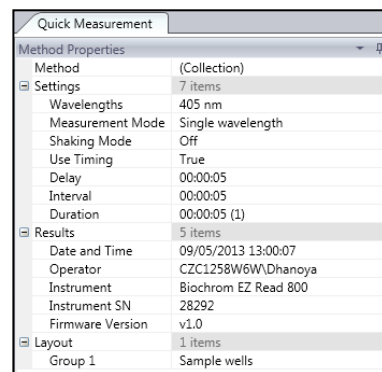 Quick Measurement
Method Properties
Method (Collection)
Settings 7 items
Wavelengths 405 nm
Measurement Mode Single wavelength
Shaking Mode Off
Use Timing True
Delay 00:00:05
Interval 00:00:05
Duration 00:00:05 (1)
Results 5 items
Date and Time 09/05/2013 13:00:07
Operator CZC1258W6W\Dhanoya
Instrument Biochrom EZ Read 800
Instrument SN 28292
Firmware Version v1.0
Layout 1 items
Group 1 Sample wells